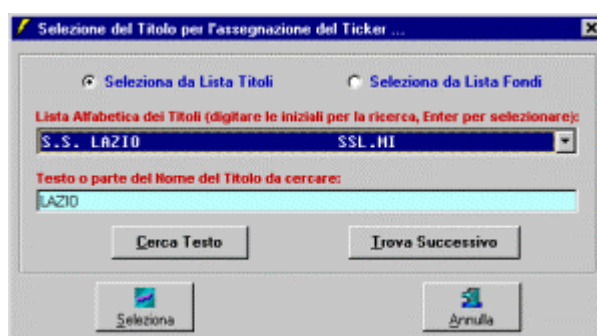 Selezione del Titolo per l'assegnazione del Ticker ...
Seleziona da Lista Titoli Seleziona da Lista Fondi
Lista Alfabetica dei Titoli (digitare le iniziali per la ricerca, Enter per selezionare):
S.S. LAZIO SSL.MI
Testo o parte del Nome del Titolo da cercare:
LAZIO
Cerca Testo Trova Successivo
Seleziona Annulla